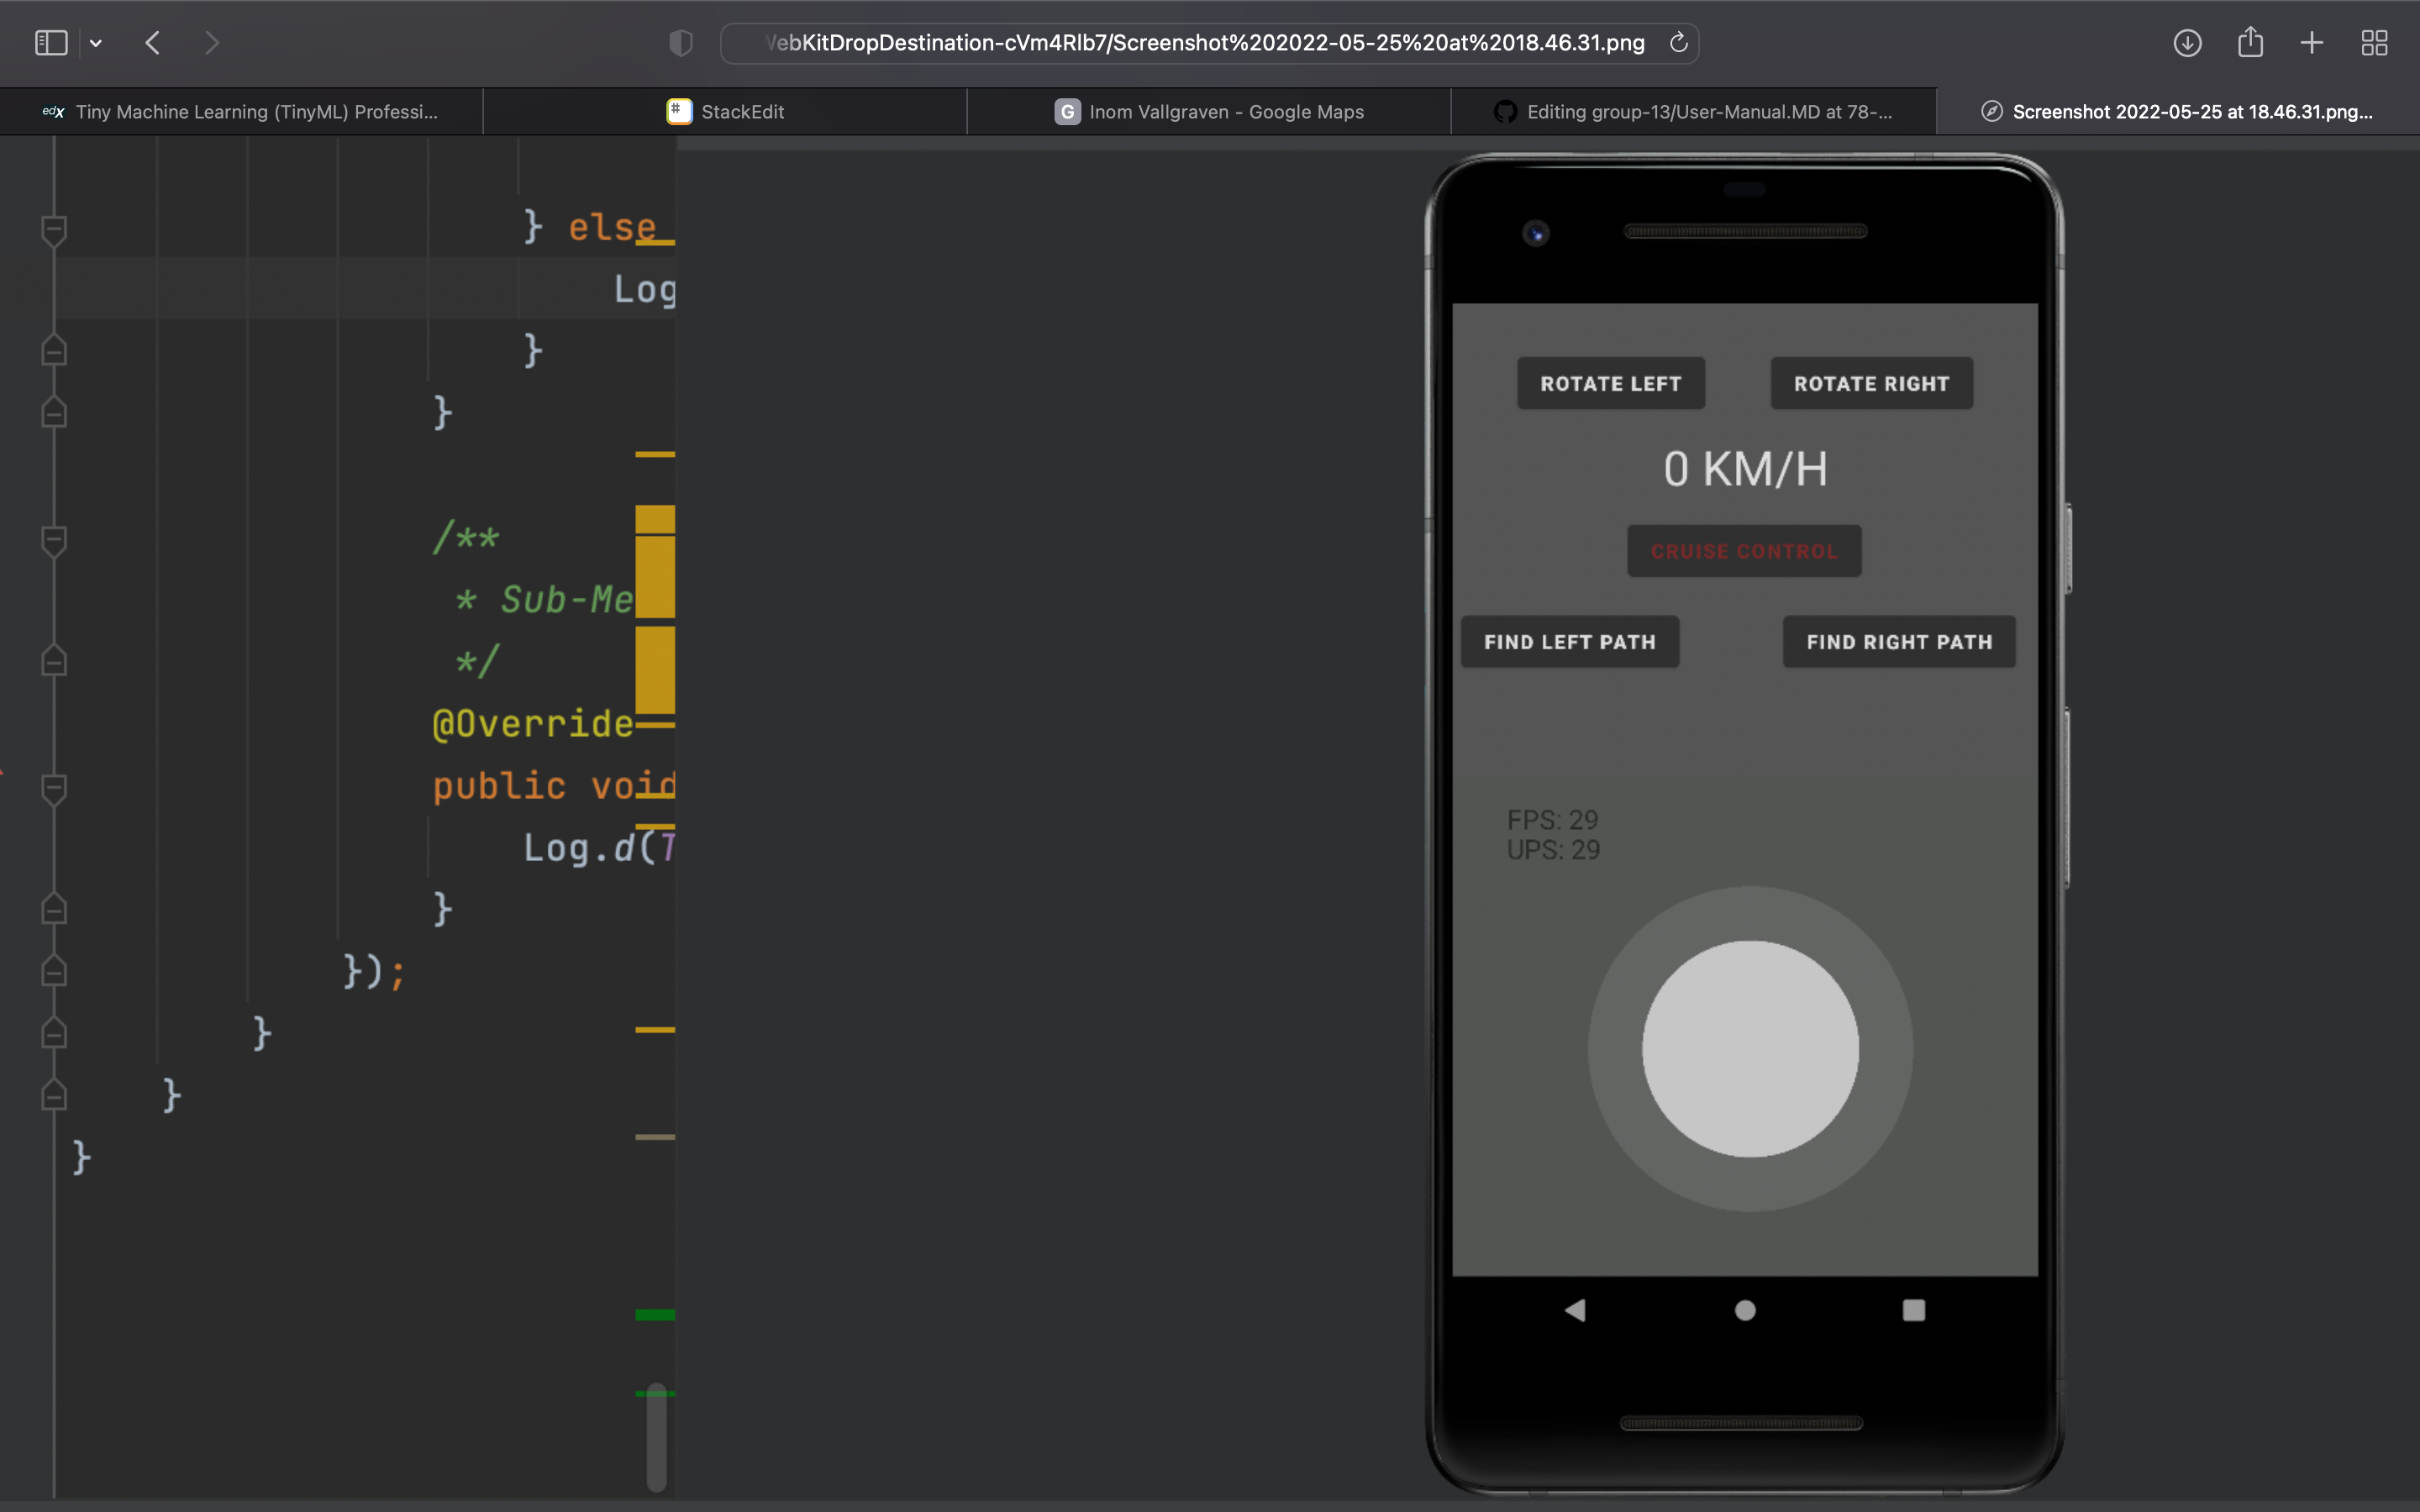 ebKitDropDestination-cVm4RIb7/Screenshot%202022-05-25%20at%2018.46.31.png
edX Tiny Machine Learning (TinyML) Professi...
# StackEdit
G Inom Vallgraven - Google Maps
Editing group-13/User-Manual.MD at 78-...
Screenshot 2022-05-25 at 18.46.31.png...
} else
Log
}
}
/**
* Sub-Me
*/
@Override
public void
Log.d(T
}
});
}
}
}
ROTATE LEFT
ROTATE RIGHT
0 KM/H
CRUISE CONTROL
FIND LEFT PATH
FIND RIGHT PATH
FPS: 29
UPS: 29